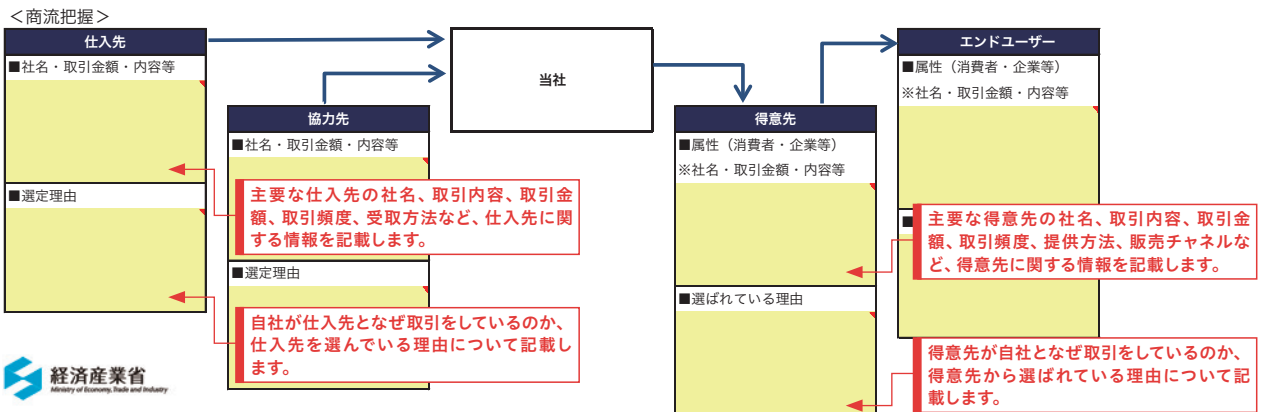 ＜商流把握＞
仕入先
■社名・取引金額・内容等
■選定理由
協力先
■社名・取引金額・内容等
■選定理由
主要な仕入先の社名、取引内容、取引金
額、取引頻度、受取方法など、仕入先に関
する情報を記載します。
自社が仕入先となぜ取引をしているのか、
仕入先を選んでいる理由について記載し
ます。
当社
得意先
■属性（消費者・企業等）
※社名・取引金額・内容等
■選ばれている理由
エンドユーザー
■属性（消費者・企業等）
※社名・取引金額・内容等
■
主要な得意先の社名、取引内容、取引金
額、取引頻度、提供方法、販売チャネルな
ど、得意先に関する情報を記載します。
得意先が自社となぜ取引をしているのか、
得意先から選ばれている理由について記
載します。
経済産業省
Ministry of Economy, Trade and Industry